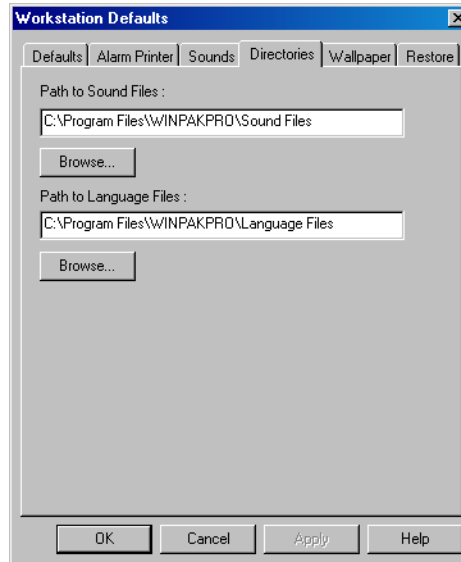 Workstation Defaults
Defaults Alarm Printer Sounds Directories Wallpaper Restore
Path to Sound Files :
C:\Program Files\WINPAKPRO\Sound Files
Browse...
Path to Language Files :
C:\Program Files\WINPAKPRO\Language Files
Browse...
OK Cancel Apply Help